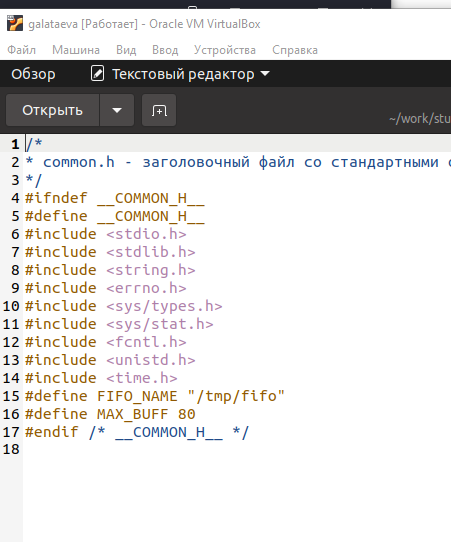 galataeva [Работает] - Oracle VM VirtualBox
Файл Машина Вид Ввод Устройства Справка
Обзор Текстовый редактор
Открыть
~/work/stu
1 /*
2 * common.h - заголовочный файл со стандартными
3 */
4 #ifndef __COMMON_H__
5 #define __COMMON_H__
6 #include <stdio.h>
7 #include <stdlib.h>
8 #include <string.h>
9 #include <errno.h>
10 #include <sys/types.h>
11 #include <sys/stat.h>
12 #include <fcntl.h>
13 #include <unistd.h>
14 #include <time.h>
15 #define FIFO_NAME "/tmp/fifo"
16 #define MAX_BUFF 80
17 #endif /* __COMMON_H__ */
18